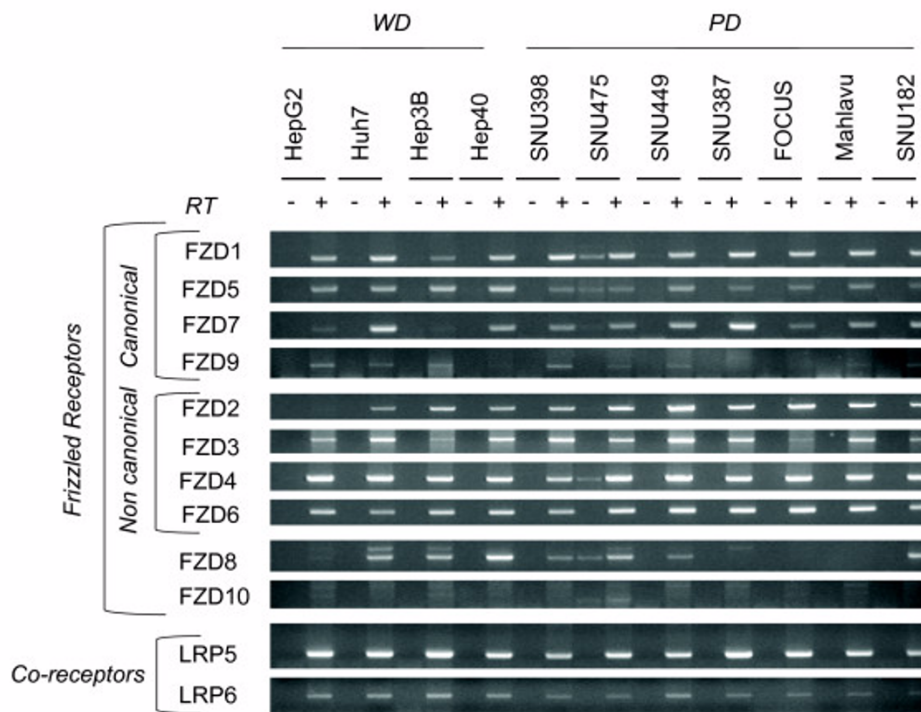 WD PD
HepG2 Huh7 Hep3B Hep40 SNU398 SNU475 SNU449 SNU387 FOCUS Mahlavu SNU182
RT - + - + - + - + - + - + - + - + - + - + - +
Frizzled Receptors
Canonical
FZD1
FZD5
FZD7
FZD9
Non canonical
FZD2
FZD3
FZD4
FZD6
FZD8
FZD10
Co-receptors
LRP5
LRP6